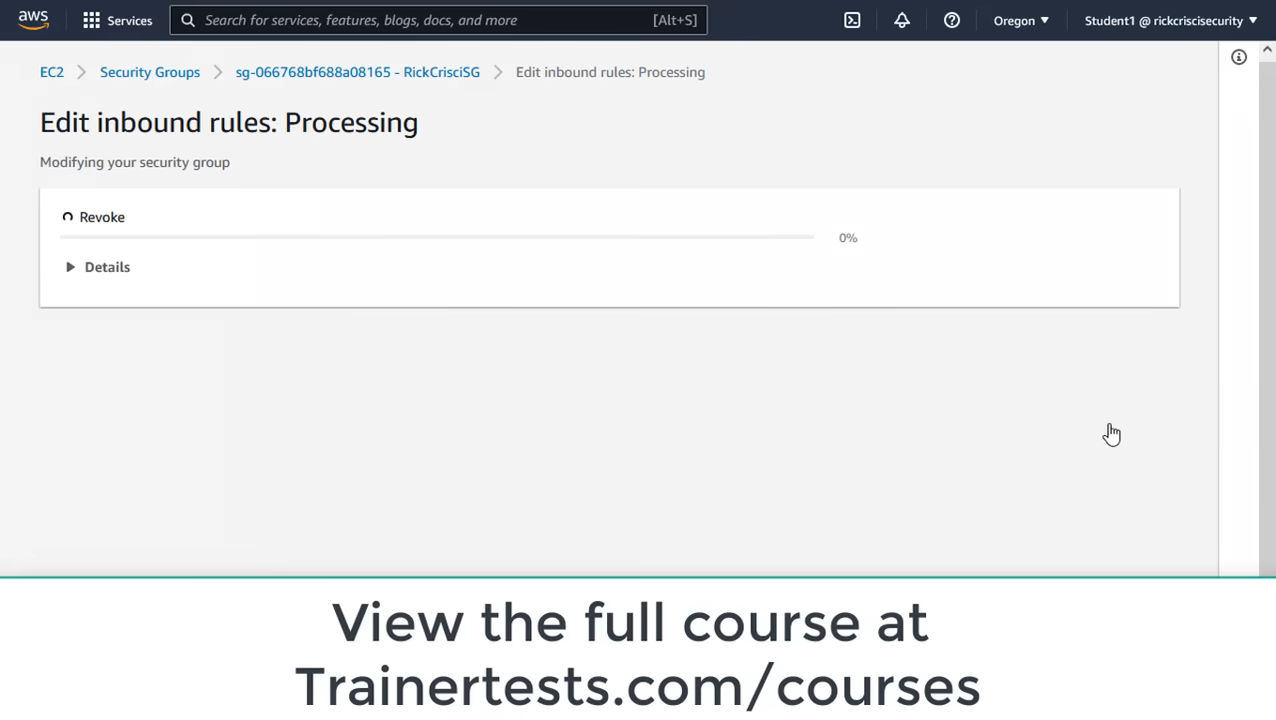 aws Services Search for services, features, blogs, docs, and more [Alt+S] Oregon Student1 @ rickcriscisecurity
EC2 Security Groups sg-066768bf688a08165 - RickCrisciSG Edit inbound rules: Processing
Edit inbound rules: Processing
Modifying your security group
Revoke
0%
Details
View the full course at
Trainertests.com/courses